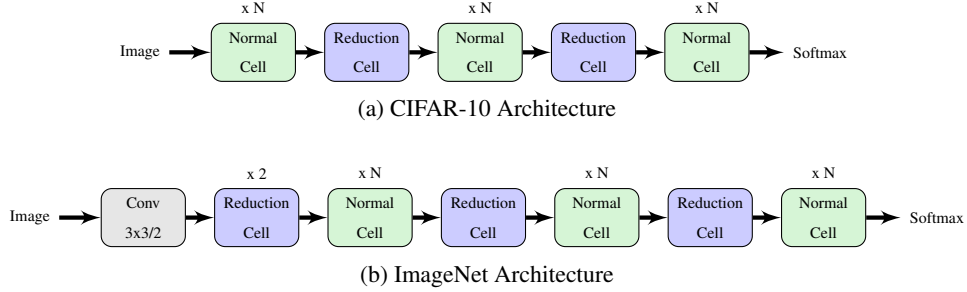 x N x N x N
Image Normal Cell Reduction Cell Normal Cell Reduction Cell Normal Cell Softmax
(a) CIFAR-10 Architecture
x 2 x N x N x N
Image Conv 3x3/2 Reduction Cell Normal Cell Reduction Cell Normal Cell Reduction Cell Normal Cell Softmax
(b) ImageNet Architecture